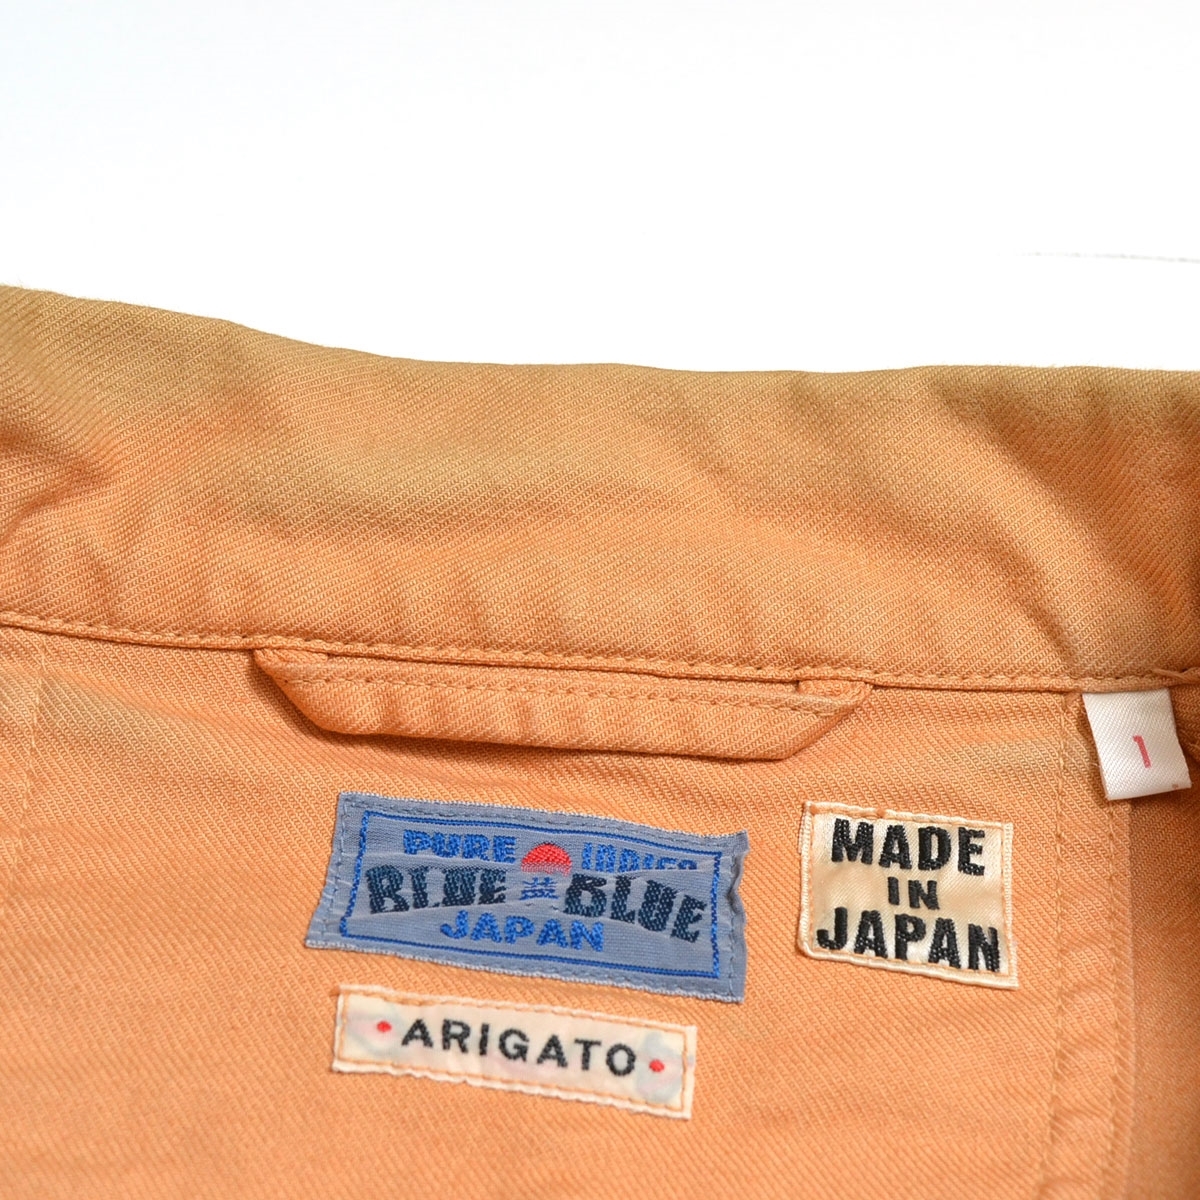 1
PURE INDIGO
BLUE BLUE
JAPAN
MADE
IN
JAPAN
• ARIGATO •